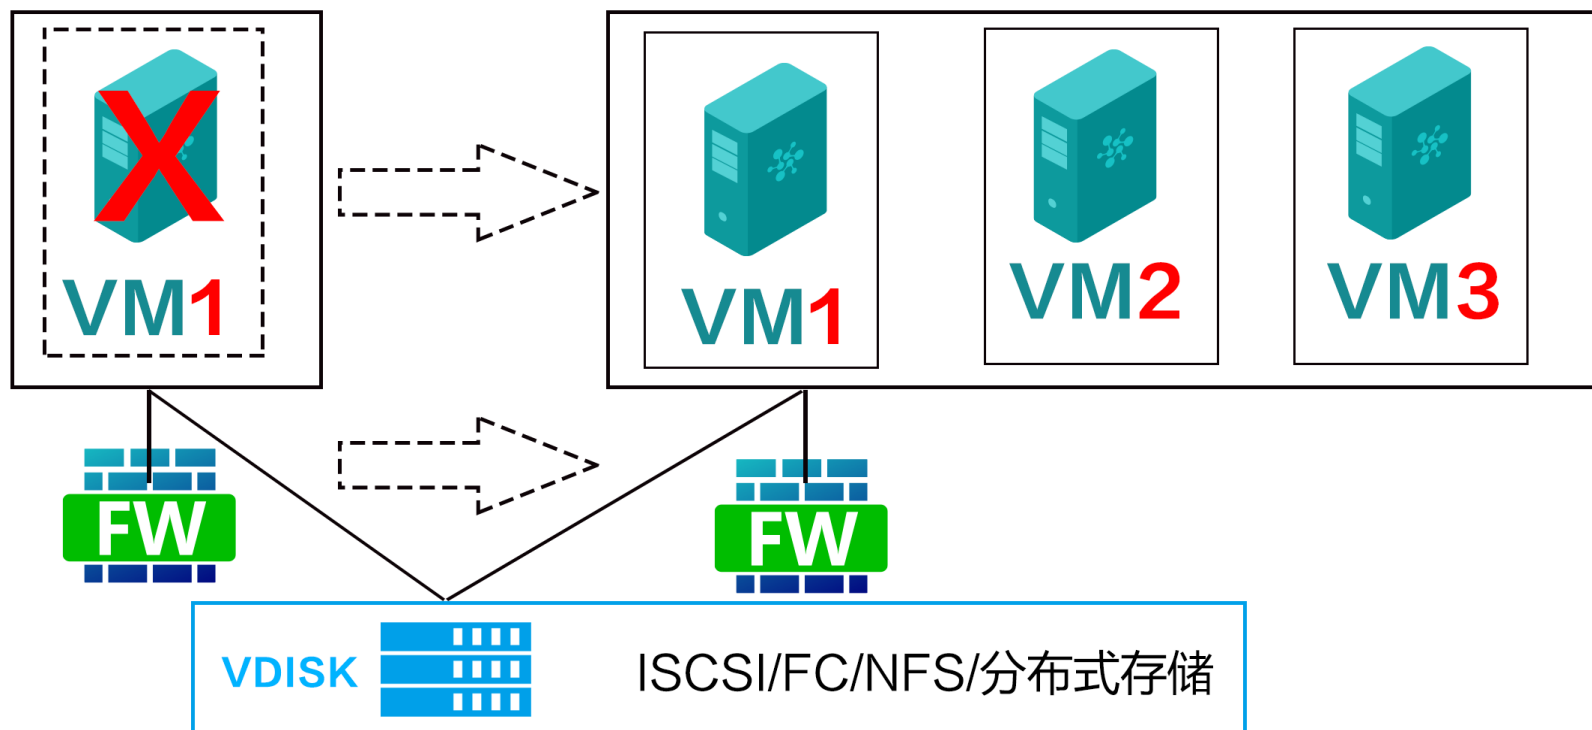 X
VM1
VM1
VM2
VM3
FW
FW
VDISK
ISCSI/FC/NFS/分布式存储